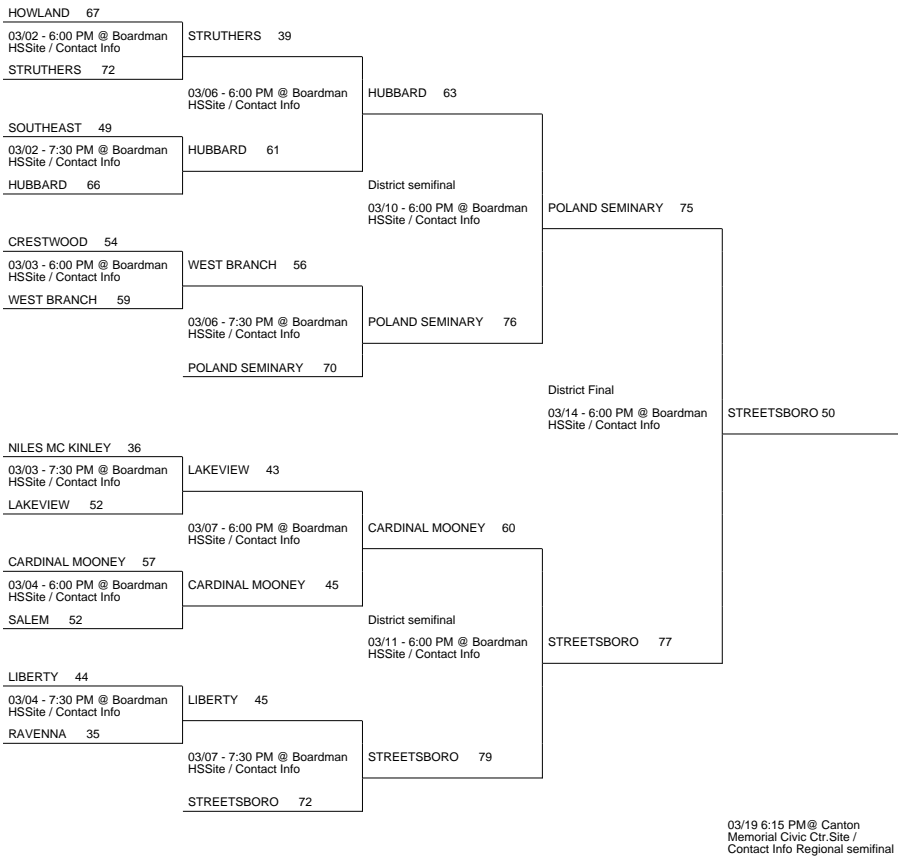 HOWLAND 67
03/02 - 6:00 PM @ Boardman
HSSite / Contact Info
STRUTHERS 72
SOUTHEAST 49
03/02 - 7:30 PM @ Boardman
HSSite / Contact Info
HUBBARD 66
CRESTWOOD 54
03/03 - 6:00 PM @ Boardman
HSSite / Contact Info
WEST BRANCH 59
NILES MC KINLEY 36
03/03 - 7:30 PM @ Boardman
HSSite / Contact Info
LAKEVIEW 52
CARDINAL MOONEY 57
03/04 - 6:00 PM @ Boardman
HSSite / Contact Info
SALEM 52
LIBERTY 44
03/04 - 7:30 PM @ Boardman
HSSite / Contact Info
RAVENNA 35
STRUTHERS 39
03/06 - 6:00 PM @ Boardman
HSSite / Contact Info
HUBBARD 61
WEST BRANCH 56
03/06 - 7:30 PM @ Boardman
HSSite / Contact Info
POLAND SEMINARY 70
LAKEVIEW 43
03/07 - 6:00 PM @ Boardman
HSSite / Contact Info
CARDINAL MOONEY 45
LIBERTY 45
03/07 - 7:30 PM @ Boardman
HSSite / Contact Info
STREETSBORO 72
HUBBARD 63
District semifinal
03/10 - 6:00 PM @ Boardman
HSSite / Contact Info
POLAND SEMINARY 76
CARDINAL MOONEY 60
District semifinal
03/11 - 6:00 PM @ Boardman
HSSite / Contact Info
STREETSBORO 79
POLAND SEMINARY 75
District Final
03/14 - 6:00 PM @ Boardman
HSSite / Contact Info
STREETSBORO 77
STREETSBORO 50
03/19 6:15 PM@ Canton
Memorial Civic Ctr.Site /
Contact Info Regional semifinal